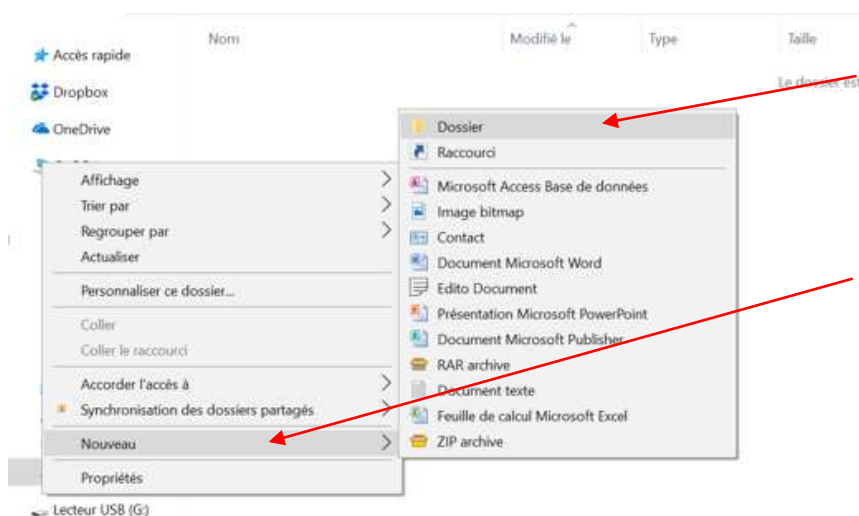 Nom Modifié le Type Taille
Accès rapide
Le dossier est
Dropbox
OneDrive
Affichage
Trier par
Regrouper par
Actualiser
Personnaliser ce dossier...
Coller
Coller le raccourci
Accorder l'accès à
Synchronisation des dossiers partagés
Nouveau
Propriétés
Dossier
Raccourci
Microsoft Access Base de données
Image bitmap
Contact
Document Microsoft Word
Edito Document
Présentation Microsoft PowerPoint
Document Microsoft Publisher
RAR archive
Document texte
Feuille de calcul Microsoft Excel
ZIP archive
Lecteur USB (G:)